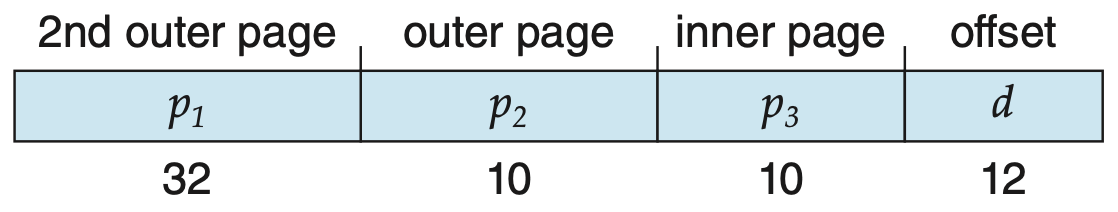 2nd outer page outer page inner page offset
p1 p2 p3 d
32 10 10 12